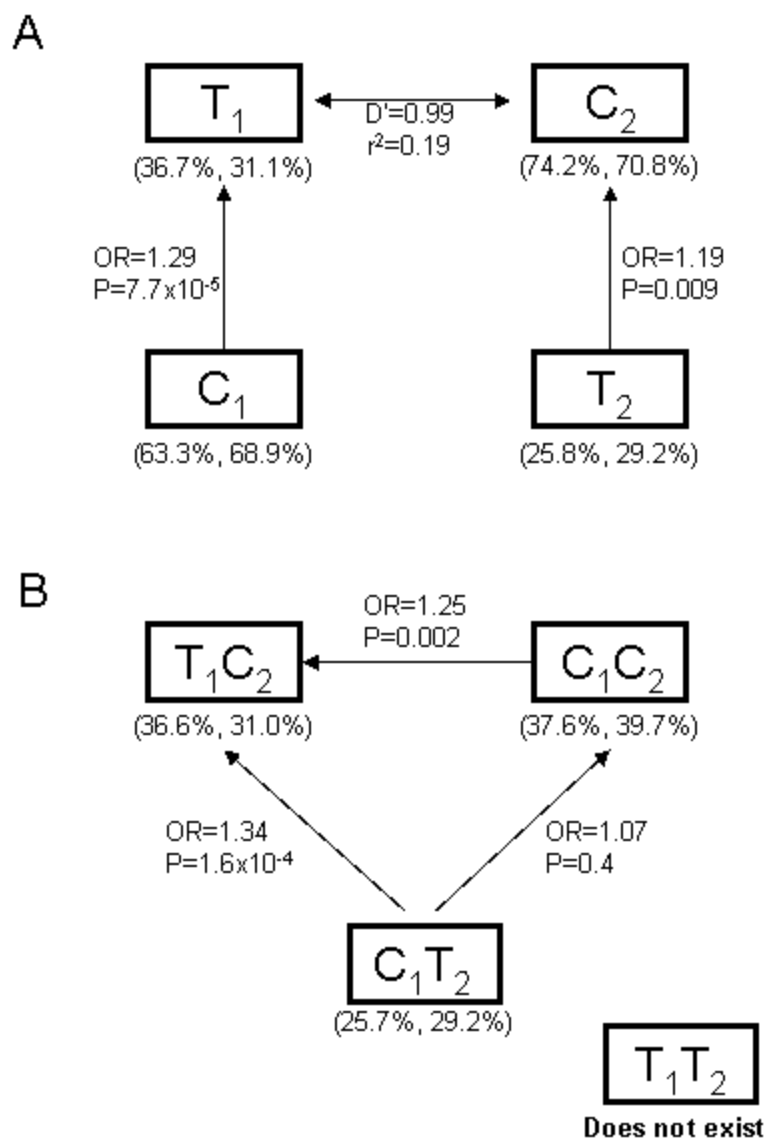 A
T₁
C₂
D'=0.99
r²=0.19
(36.7%, 31.1%)
(74.2%, 70.8%)
OR=1.29
P=7.7x10⁻⁵
OR=1.19
P=0.009
C₁
T₂
(63.3%, 68.9%)
(25.8%, 29.2%)
B
OR=1.25
P=0.002
T₁C₂
C₁C₂
(36.6%, 31.0%)
(37.6%, 39.7%)
OR=1.34
P=1.6x10⁻⁴
OR=1.07
P=0.4
C₁T₂
(25.7%, 29.2%)
T₁T₂
Does not exist